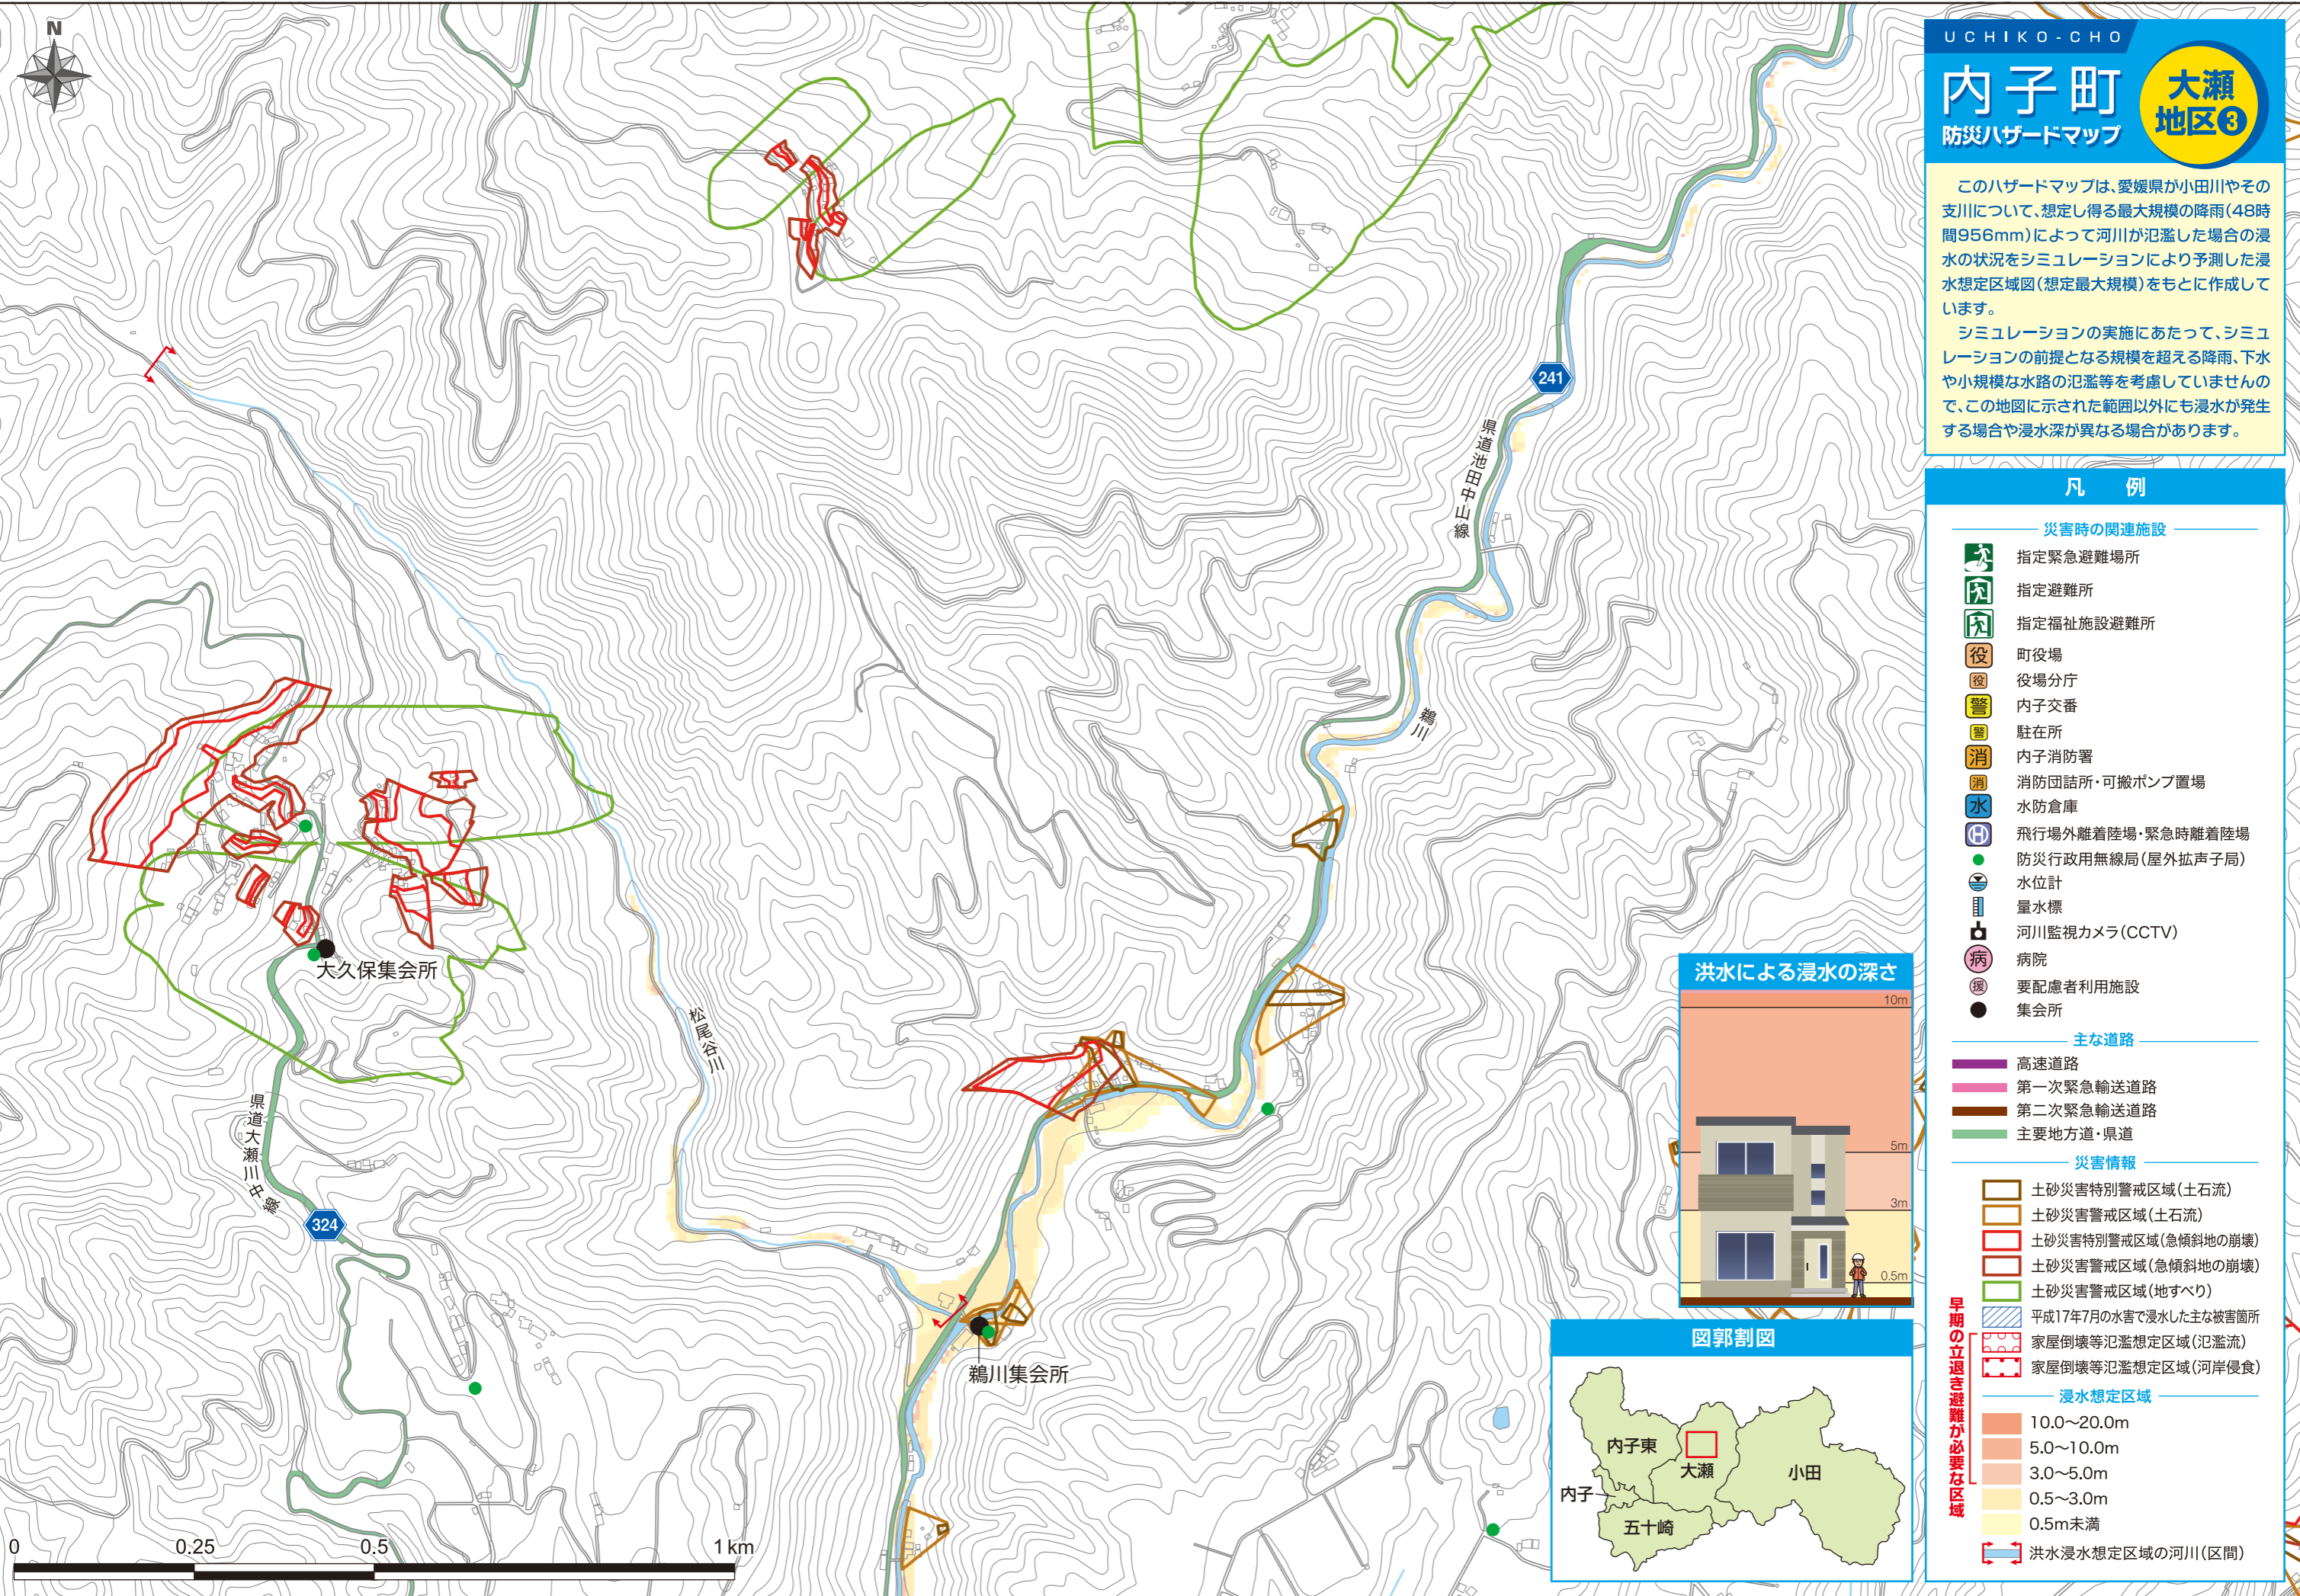 N
UCHIKO-CHO
内子町
防災ハザードマップ
大瀬
地区❸
　このハザードマップは、愛媛県が小田川やその
支川について、想定し得る最大規模の降雨(48時
間956mm)によって河川が氾濫した場合の浸
水の状況をシミュレーションにより予測した浸
水想定区域図(想定最大規模)をもとに作成して
います。
　シミュレーションの実施にあたって、シミュ
レーションの前提となる規模を超える降雨、下水
や小規模な水路の氾濫等を考慮していませんの
で、この地図に示された範囲以外にも浸水が発生
する場合や浸水深が異なる場合があります。
凡　例
災害時の関連施設
指定緊急避難場所
指定避難所
指定福祉施設避難所
役 町役場
役 役場分庁
警 内子交番
警 駐在所
消 内子消防署
消 消防団詰所・可搬ポンプ置場
水 水防倉庫
H 飛行場外離着陸場・緊急時離着陸場
防災行政用無線局(屋外拡声子局)
水位計
量水標
河川監視カメラ(CCTV)
病 病院
援 要配慮者利用施設
集会所
主な道路
高速道路
第一次緊急輸送道路
第二次緊急輸送道路
主要地方道・県道
災害情報
土砂災害特別警戒区域(土石流)
土砂災害警戒区域(土石流)
土砂災害特別警戒区域(急傾斜地の崩壊)
土砂災害警戒区域(急傾斜地の崩壊)
土砂災害警戒区域(地すべり)
平成17年7月の水害で浸水した主な被害箇所
家屋倒壊等氾濫想定区域(氾濫流)
家屋倒壊等氾濫想定区域(河岸侵食)
早期の立退き避難が必要な区域
浸水想定区域
10.0〜20.0m
5.0〜10.0m
3.0〜5.0m
0.5〜3.0m
0.5m未満
洪水浸水想定区域の河川(区間)
241
県道池田中山線
鵜川
大久保集会所
松尾谷川
県道大瀬川中線
324
鵜川集会所
洪水による浸水の深さ
10m
5m
3m
0.5m
図郭割図
内子東
大瀬
小田
内子
五十崎
0
0.25
0.5
1km